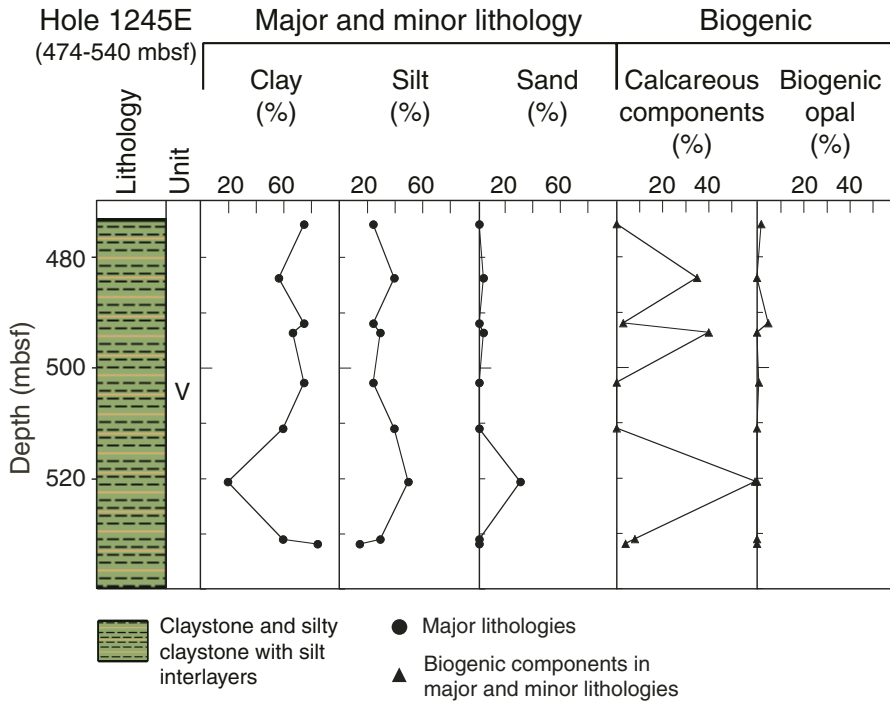 Hole 1245E
(474-540 mbsf)
Major and minor lithology
Biogenic
Lithology
Unit
Clay
(%)
Silt
(%)
Sand
(%)
Calcareous
components
(%)
Biogenic
opal
(%)
20 60 20 60 20 60 20 40 20 40
Depth (mbsf)
480
500
520
V
Claystone and silty
claystone with silt
interlayers
Major lithologies
Biogenic components in
major and minor lithologies